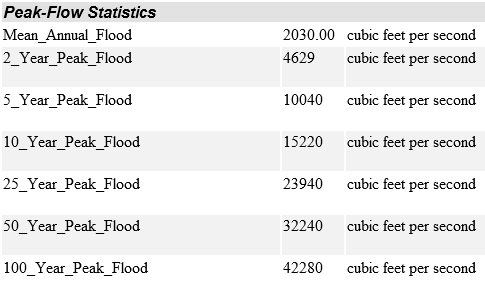 Peak-Flow Statistics
Mean_Annual_Flood 2030.00 cubic feet per second
2_Year_Peak_Flood 4629 cubic feet per second
5_Year_Peak_Flood 10040 cubic feet per second
10_Year_Peak_Flood 15220 cubic feet per second
25_Year_Peak_Flood 23940 cubic feet per second
50_Year_Peak_Flood 32240 cubic feet per second
100_Year_Peak_Flood 42280 cubic feet per second